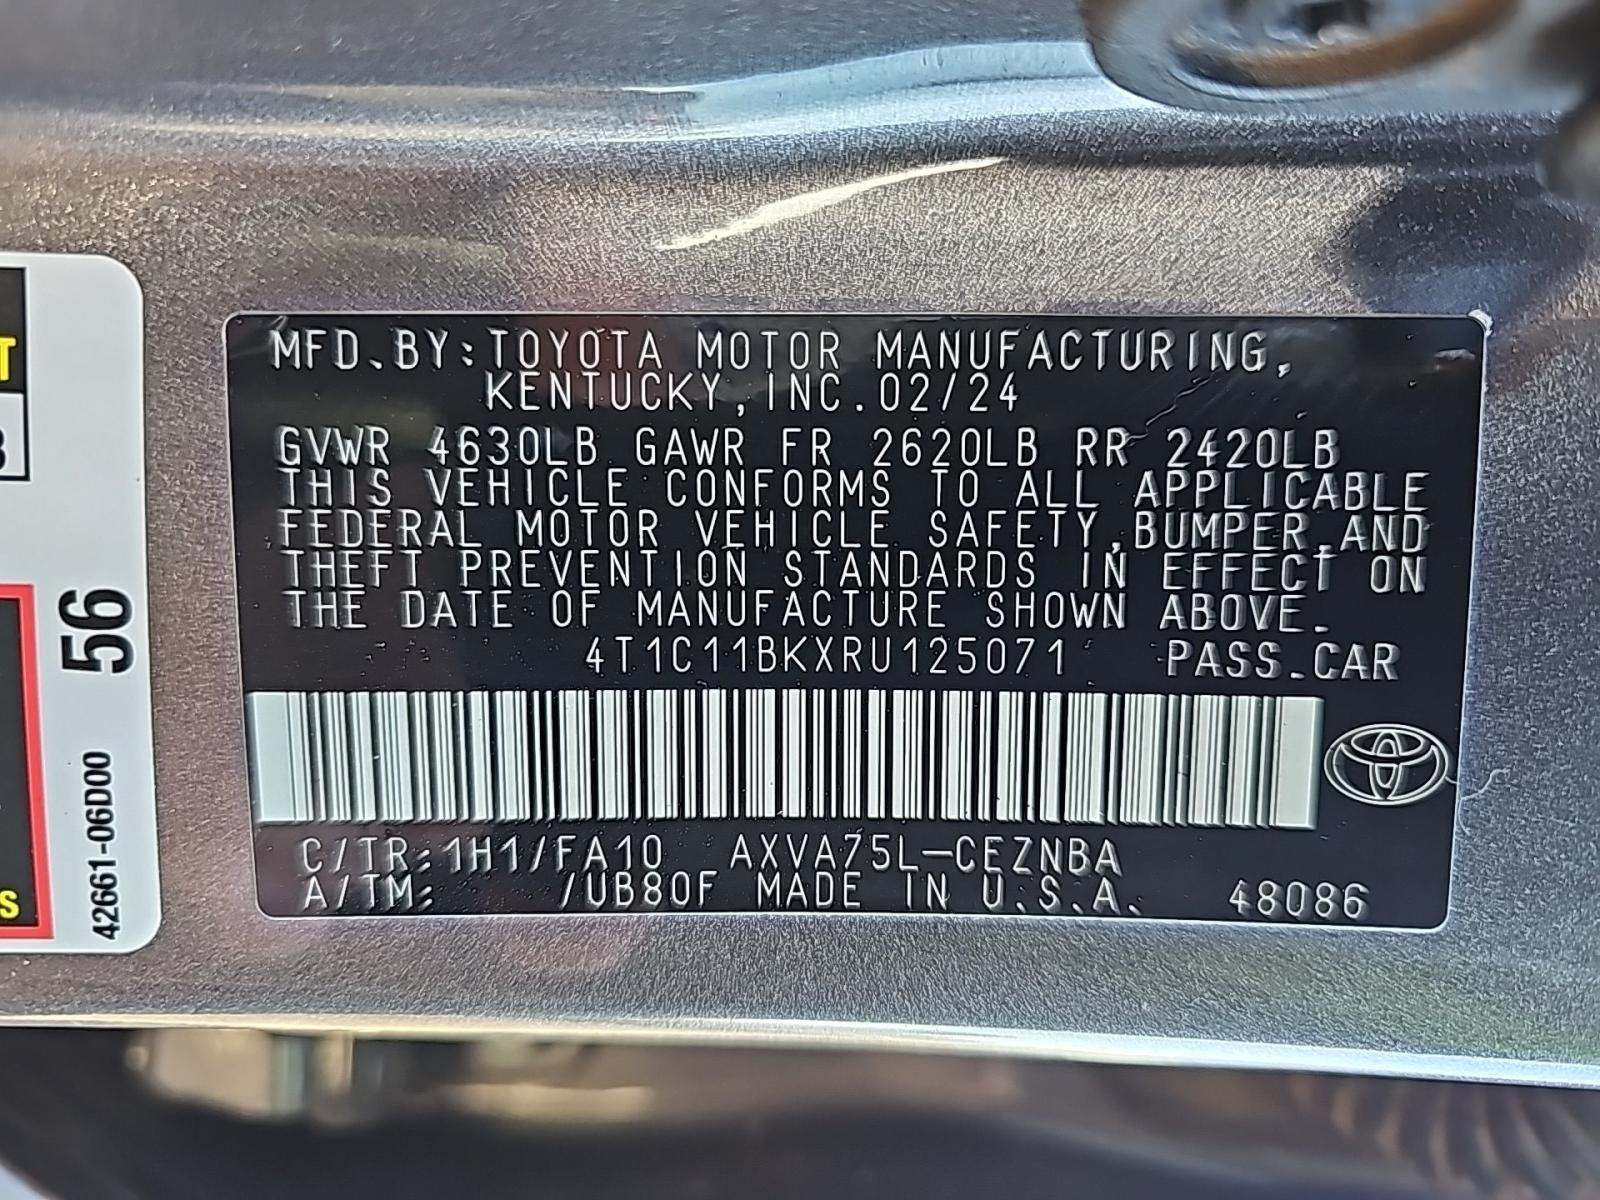 MFD.BY:TOYOTA MOTOR MANUFACTURING,
KENTUCKY,INC.02/24
GVWR 4630LB GAWR FR 2620LB RR 2420LB
THIS VEHICLE CONFORMS TO ALL APPLICABLE
FEDERAL MOTOR VEHICLE SAFETY,BUMPER,AND
THEFT PREVENTION STANDARDS IN EFFECT ON
THE DATE OF MANUFACTURE SHOWN ABOVE.
4T1C11BKXRU125071 PASS.CAR
C/TR:1H1/FA10 AXVA75L-CEZNBA
A/TM: /UB80F MADE IN U.S.A. 48086
56
42661-06D00
T
S